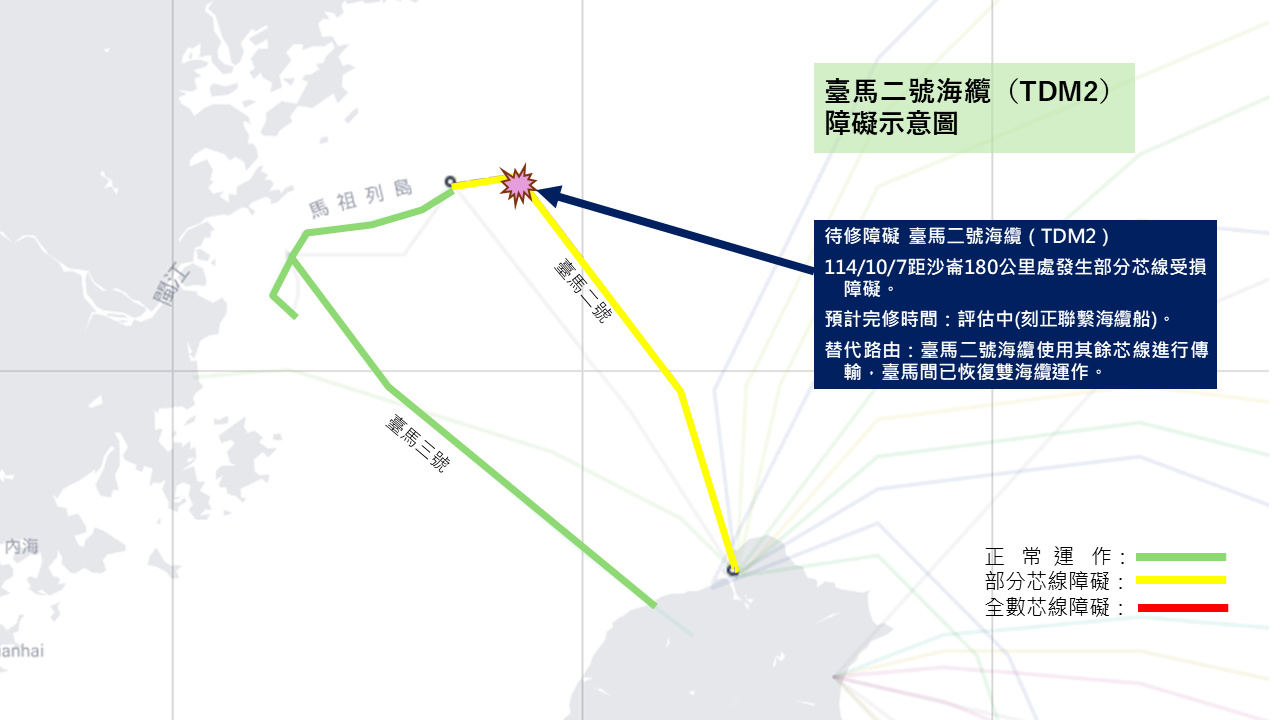 臺馬二號海纜（TDM2）
障礙示意圖
馬祖列島
閩江
待修障礙 臺馬二號海纜（TDM2）
114/10/7距沙崙180公里處發生部分芯線受損
障礙。
預計完修時間：評估中(刻正聯繫海纜船)。
替代路由：臺馬二號海纜使用其餘芯線進行傳
輸，臺馬間已恢復雙海纜運作。
臺馬二號
臺馬三號
內海
ianhai
正常運作：
部分芯線障礙：
全數芯線障礙：